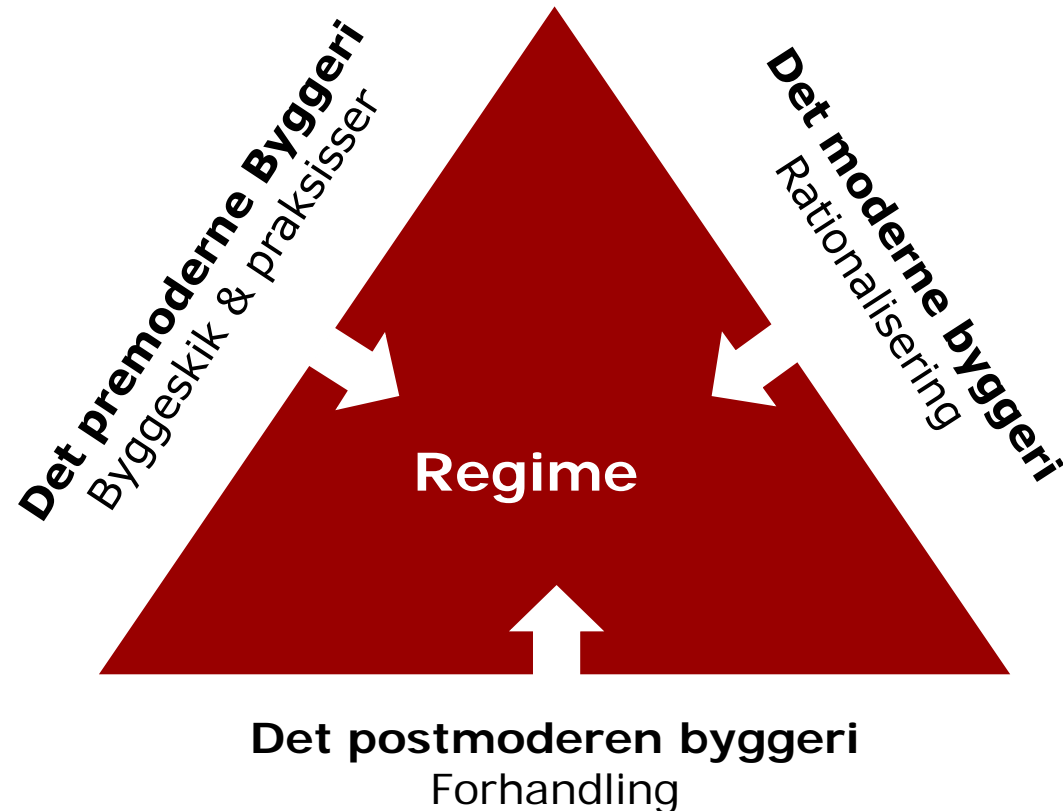 Det premoderne Byggeri
Byggeskik & praksisser
Det moderne byggeri
Rationalisering
Regime
Det postmoderen byggeri
Forhandling